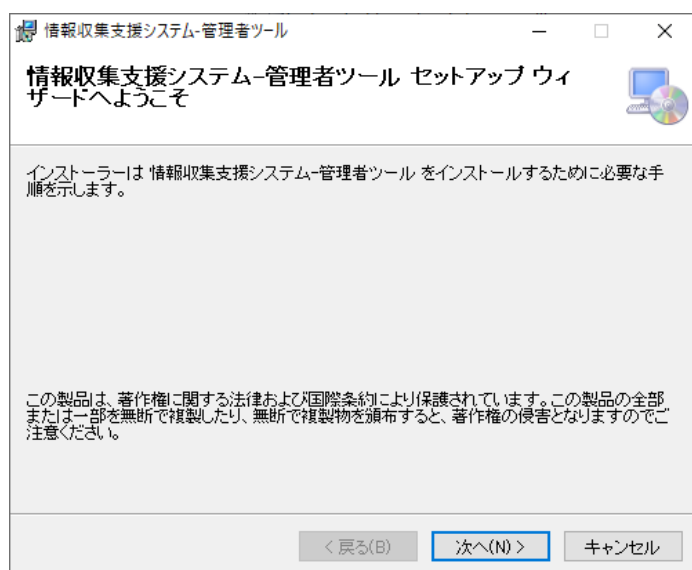 情報収集支援システム-管理者ツール
情報収集支援システム-管理者ツール セットアップ ウィ
ザードへようこそ
インストーラーは 情報収集支援システム-管理者ツール をインストールするために必要な手
順を示します。
この製品は、著作権に関する法律および国際条約により保護されています。この製品の全部
または一部を無断で複製したり、無断で複製物を頒布すると、著作権の侵害となりますのでご
注意ください。
< 戻る(B)
次へ(N) >
キャンセル